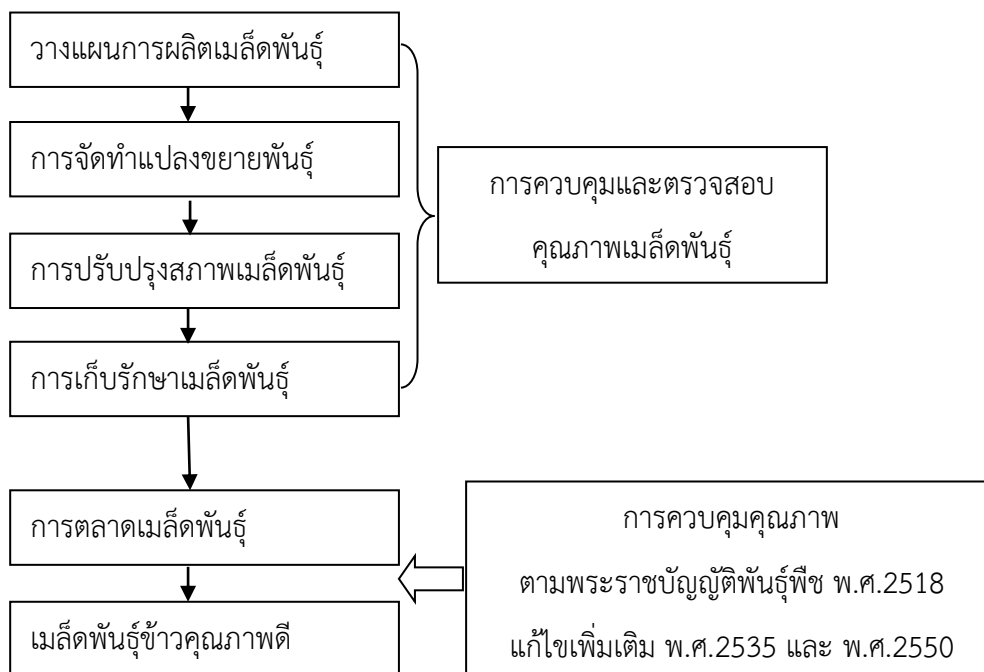 วางแผนการผลิตเมล็ดพันธุ์
การจัดทำแปลงขยายพันธุ์
การปรับปรุงสภาพเมล็ดพันธุ์
การเก็บรักษาเมล็ดพันธุ์
การควบคุมและตรวจสอบ
คุณภาพเมล็ดพันธุ์
การตลาดเมล็ดพันธุ์
เมล็ดพันธุ์ข้าวคุณภาพดี
การควบคุมคุณภาพ
ตามพระราชบัญญัติพันธุ์พืช พ.ศ.2518
แก้ไขเพิ่มเติม พ.ศ.2535 และ พ.ศ.2550